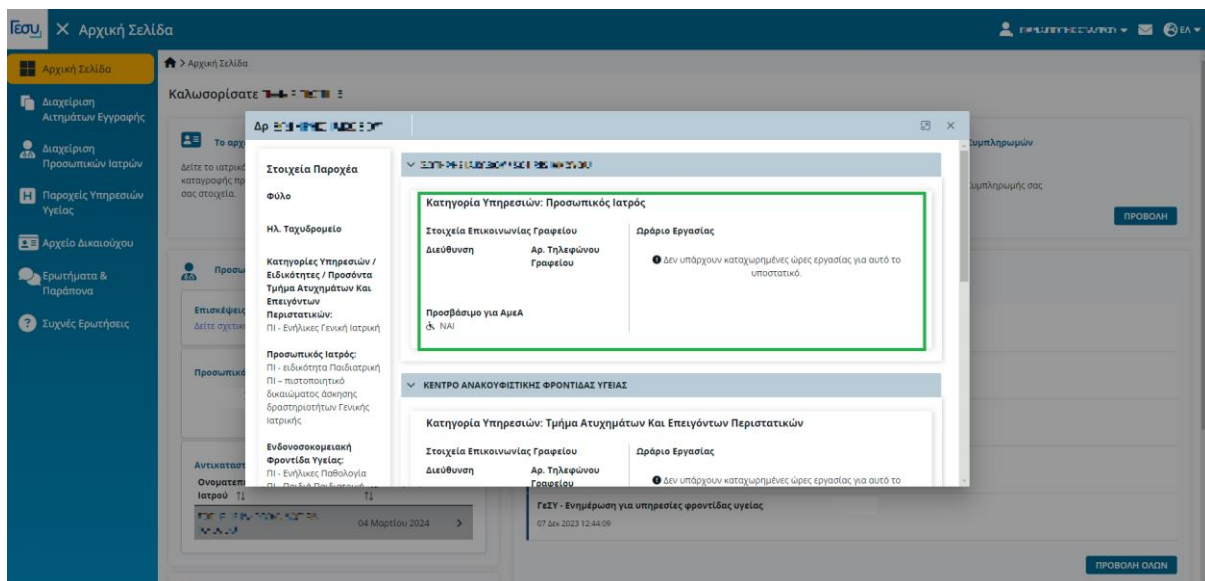 ΓεσΥ
Αρχική Σελίδα
ΕΛ
Αρχική Σελίδα
Διαχείριση
Αιτημάτων Εγγραφής
Διαχείριση
Προσωπικών Ιατρών
Παροχείς Υπηρεσιών
Υγείας
Αρχείο Δικαιούχου
Ερωτήματα &
Παράπονα
Συχνές Ερωτήσεις
> Αρχική Σελίδα
Καλωσορίσατε
Το αρχ
Δείτε το ιατρικό
καταγραφής πρ
σας στοιχεία.
Συμπληρωμών
Συμπληρωμής σας
ΠΡΟΒΟΛΗ
Προσω
Επισκέψεις
Δείτε σχετικ
Προσωπικό
Αντικαταστ
Ονοματεπ
Ιατρού
04 Μαρτίου 2024
Δρ
Στοιχεία Παροχέα
Φύλο
Ηλ. Ταχυδρομείο
Κατηγορίες Υπηρεσιών /
Ειδικότητες / Προσόντα
Τμήμα Ατυχημάτων Και
Επειγόντων
Περιστατικών:
ΠΙ - Ενήλικες Γενική Ιατρική
Προσωπικός Ιατρός:
ΠΙ - ειδικότητα Παιδιατρική
ΠΙ – πιστοποιητικό
δικαιώματος άσκησης
δραστηριοτήτων Γενικής
Ιατρικής
Ενδονοσοκομειακή
Φροντίδα Υγείας:
ΠΙ - Ενήλικες Παθολογία
Κατηγορία Υπηρεσιών: Προσωπικός Ιατρός
Στοιχεία Επικοινωνίας Γραφείου
Ωράριο Εργασίας
Διεύθυνση
Αρ. Τηλεφώνου
Γραφείου
Δεν υπάρχουν καταχωρημένες ώρες εργασίας για αυτό το
υποστατικό.
Προσβάσιμο για ΑμεΑ
ΝΑΙ
ΚΕΝΤΡΟ ΑΝΑΚΟΥΦΙΣΤΙΚΗΣ ΦΡΟΝΤΙΔΑΣ ΥΓΕΙΑΣ
Κατηγορία Υπηρεσιών: Τμήμα Ατυχημάτων Και Επειγόντων Περιστατικών
Στοιχεία Επικοινωνίας Γραφείου
Ωράριο Εργασίας
Διεύθυνση
Αρ. Τηλεφώνου
Γραφείου
Δεν υπάρχουν καταχωρημένες ώρες εργασίας για αυτό το
ΓεΣΥ - Ενημέρωση για υπηρεσίες φροντίδας υγείας
07 Δεκ 2023 12:44:09
ΠΡΟΒΟΛΗ ΟΛΩΝ